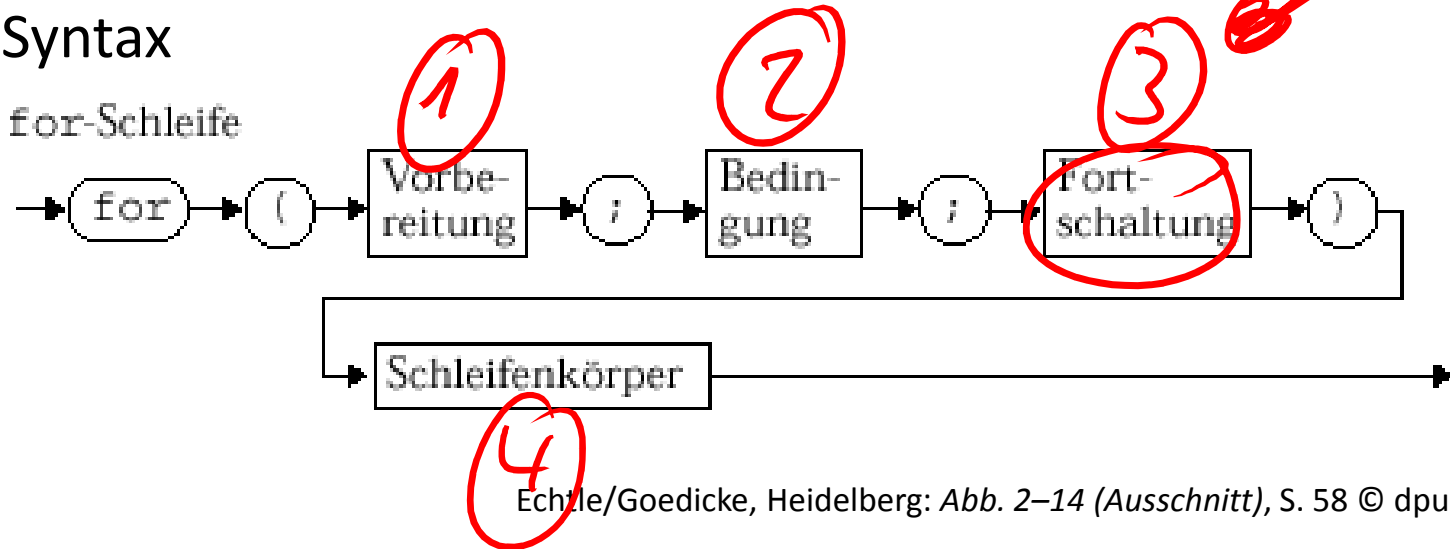 Syntax
1 2 3
for-Schleife
for ( Vorbe-
reitung ; Bedin-
gung ; Fort-
schaltung )
Schleifenkörper
4
Echtle/Goedicke, Heidelberg: Abb. 2–14 (Ausschnitt), S. 58 © dpu